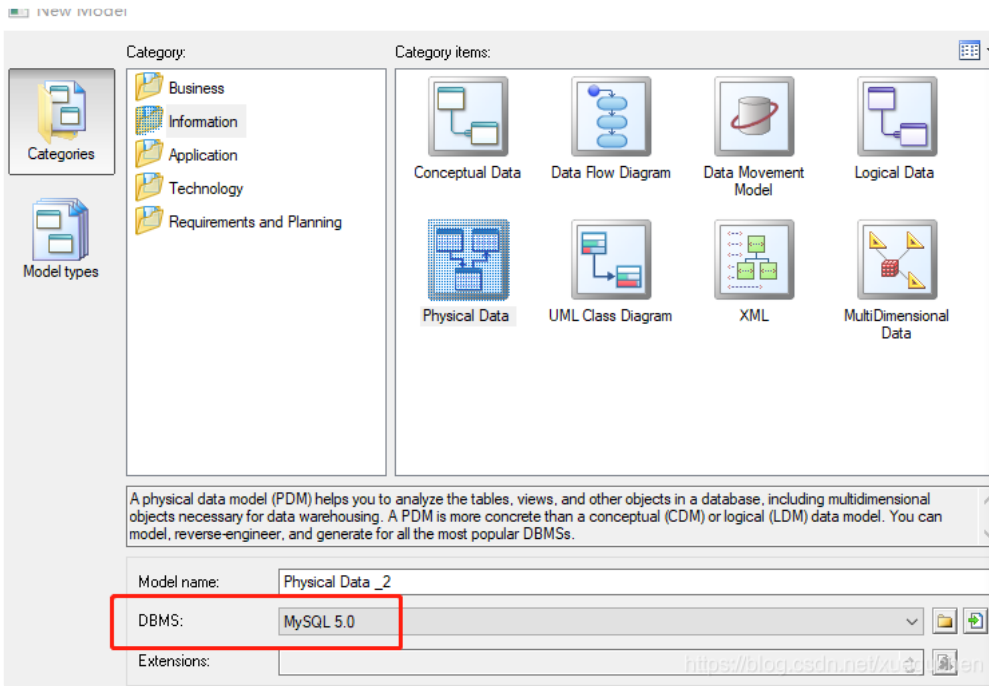 New Model
Category:
Category items:
Categories
Model types
Business
Information
Application
Technology
Requirements and Planning
Conceptual Data
Data Flow Diagram
Data Movement
Model
Logical Data
Physical Data
UML Class Diagram
XML
MultiDimensional
Data
A physical data model (PDM) helps you to analyze the tables, views, and other objects in a database, including multidimensional
objects necessary for data warehousing. A PDM is more concrete than a conceptual (CDM) or logical (LDM) data model. You can
model, reverse-engineer, and generate for all the most popular DBMSs.
Model name:
Physical Data _2
DBMS:
MySQL 5.0
Extensions: